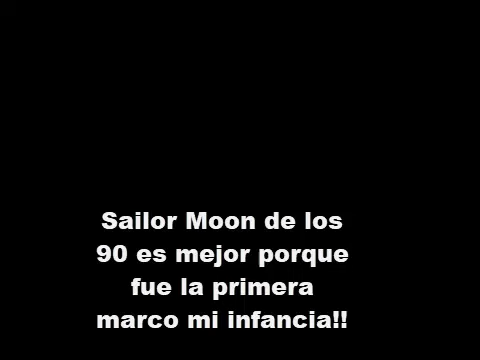 Sailor Moon de los
90 es mejor porque
fue la primera
marco mi infancia!!